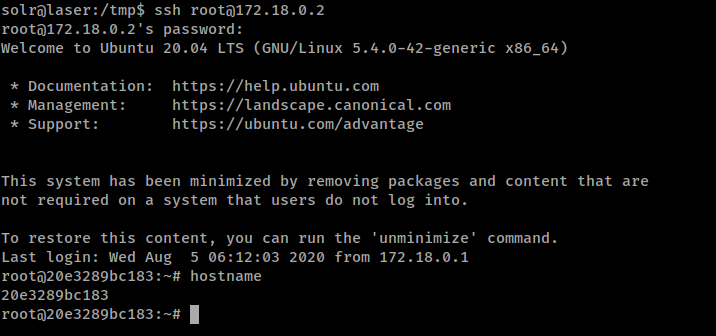 solr@laser:/tmp$ ssh root@172.18.0.2
root@172.18.0.2's password:
Welcome to Ubuntu 20.04 LTS (GNU/Linux 5.4.0-42-generic x86_64)
* Documentation:  https://help.ubuntu.com
* Management:     https://landscape.canonical.com
* Support:        https://ubuntu.com/advantage
This system has been minimized by removing packages and content that are
not required on a system that users do not log into.
To restore this content, you can run the 'unminimize' command.
Last login: Wed Aug  5 06:12:03 2020 from 172.18.0.1
root@20e3289bc183:~# hostname
20e3289bc183
root@20e3289bc183:~#